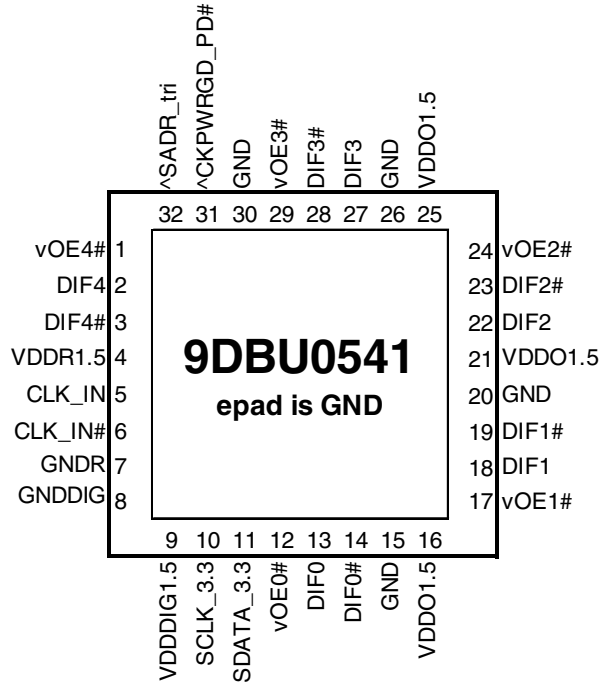 ^SADR_tri
^CKPWRGD_PD#
GND
vOE3#
DIF3#
DIF3
GND
VDDO1.5
32 31 30 29 28 27 26 25
vOE4# 1
DIF4 2
DIF4# 3
VDDR1.5 4
CLK_IN 5
CLK_IN# 6
GNDR 7
GNDDIG 8
9DBU0541
epad is GND
24 vOE2#
23 DIF2#
22 DIF2
21 VDDO1.5
20 GND
19 DIF1#
18 DIF1
17 vOE1#
9 10 11 12 13 14 15 16
VDDDIG1.5
SCLK_3.3
SDATA_3.3
vOE0#
DIF0
DIF0#
GND
VDDO1.5